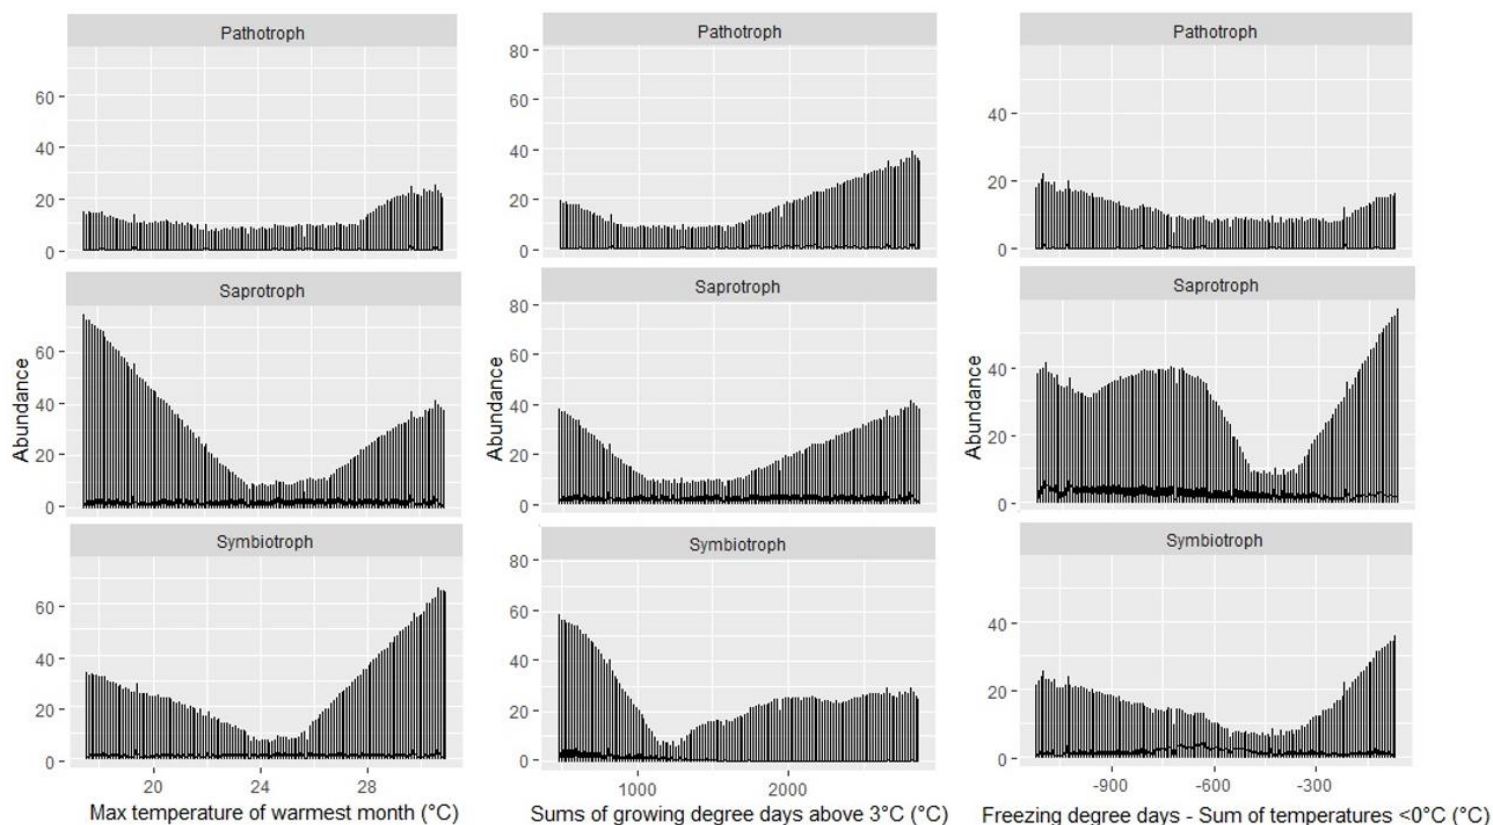 Pathotroph Pathotroph Pathotroph
80
60 60
40 40 40
20 20 20
0 0 0
Saprotroph Saprotroph Saprotroph
80
60 60
40 40 40
20 20 20
0 0 0
Abundance Abundance Abundance
Symbiotroph Symbiotroph Symbiotroph
80
60 60
40 40 40
20 20 20
0 0 0
20 24 28 1000 2000 -900 -600 -300
Max temperature of warmest month (°C) Sums of growing degree days above 3°C (°C) Freezing degree days - Sum of temperatures <0°C (°C)